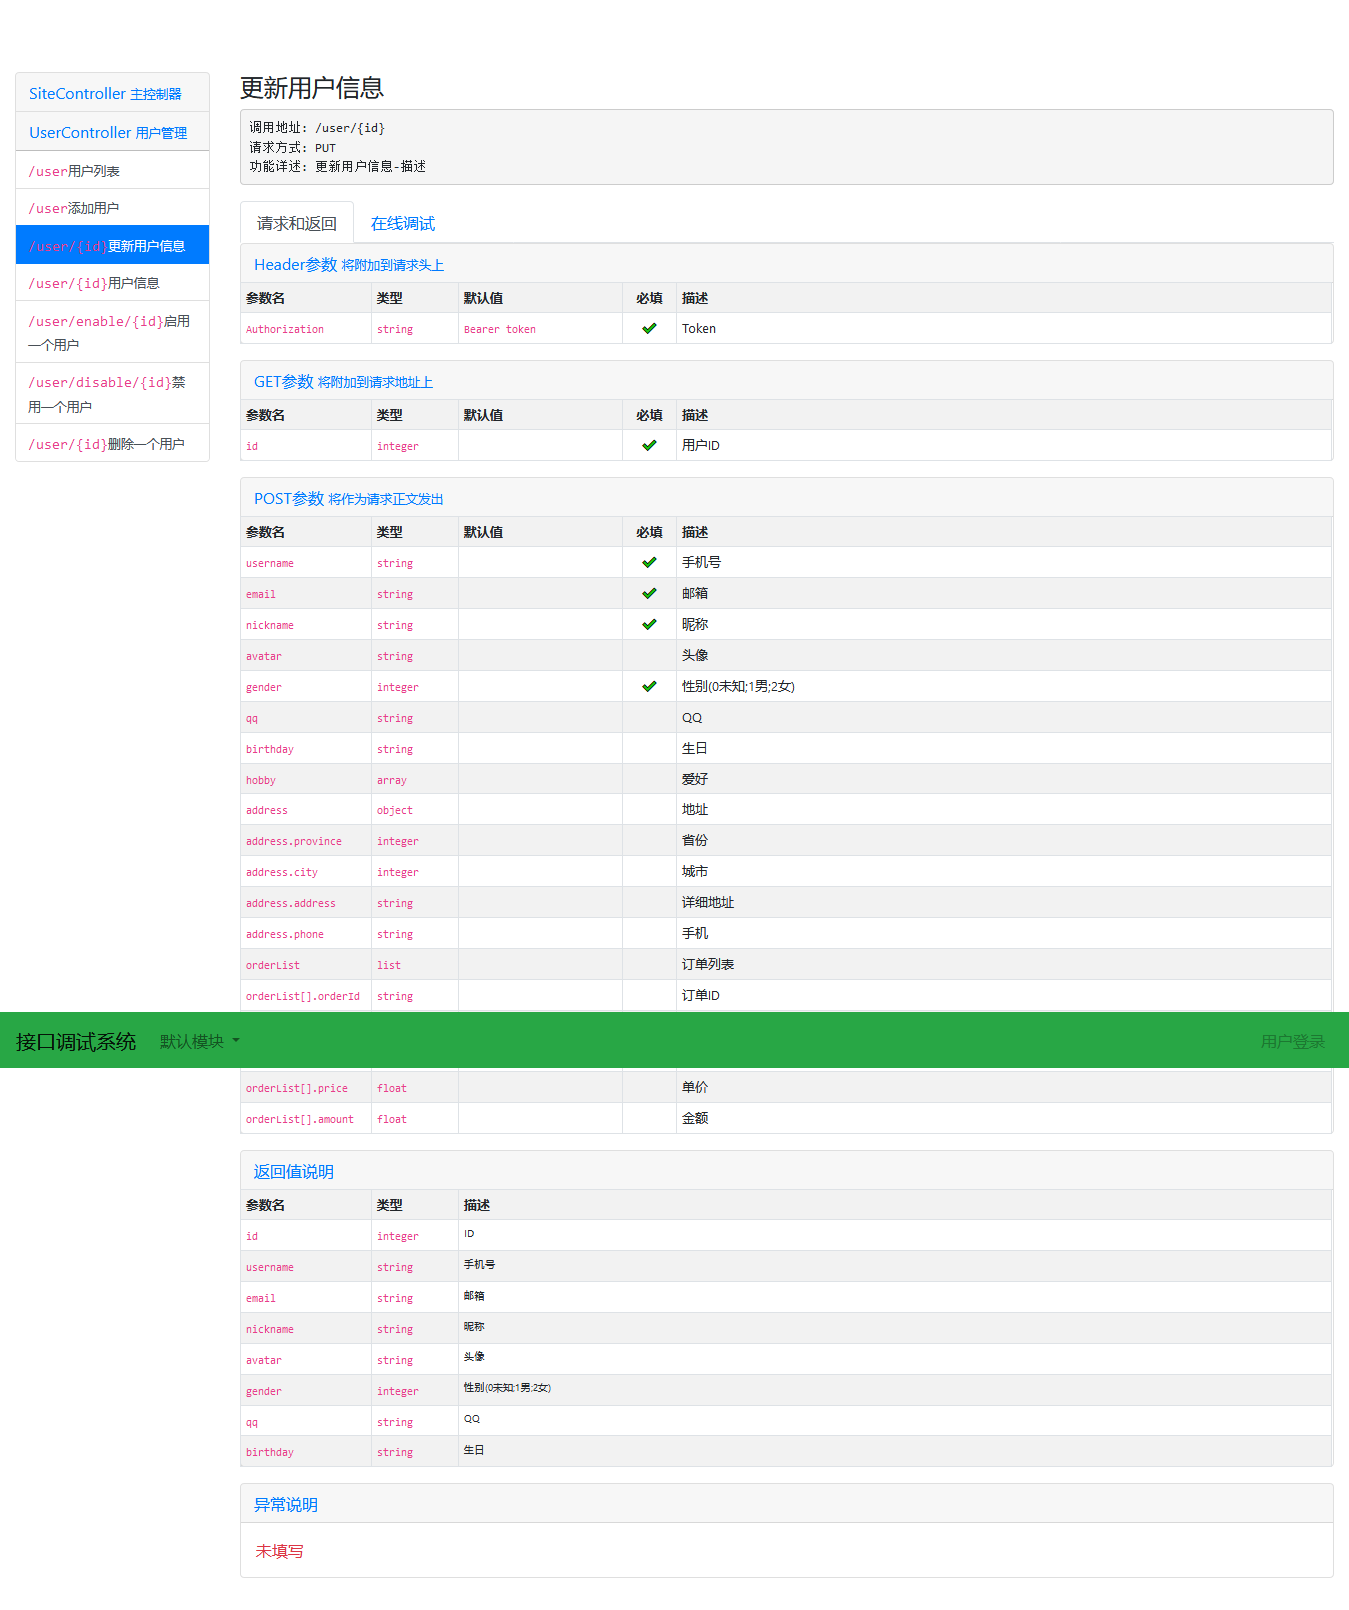 SiteController 主控制器
UserController 用户管理
/user用户列表
/user添加用户
/user/{id}更新用户信息
/user/{id}用户信息
/user/enable/{id}启用
一个用户
/user/disable/{id}禁
用一个用户
/user/{id}删除一个用户
更新用户信息
调用地址: /user/{id}
请求方式: PUT
功能详述: 更新用户信息-描述
请求和返回 在线调试
Header参数 将附加到请求头上
参数名 类型 默认值 必填 描述
Authorization string Bearer token Token
GET参数 将附加到请求地址上
参数名 类型 默认值 必填 描述
id integer 用户ID
POST参数 将作为请求正文发出
参数名 类型 默认值 必填 描述
username string 手机号
email string 邮箱
nickname string 昵称
avatar string 头像
gender integer 性别(0未知;1男;2女)
qq string QQ
birthday string 生日
hobby array 爱好
address object 地址
address.province integer 省份
address.city integer 城市
address.address string 详细地址
address.phone string 手机
orderList list 订单列表
orderList[].orderId string 订单ID
接口调试系统 默认模块 用户登录
orderList[].price float 单价
orderList[].amount float 金额
返回值说明
参数名 类型 描述
id integer ID
username string 手机号
email string 邮箱
nickname string 昵称
avatar string 头像
gender integer 性别(0未知;1男;2女)
qq string QQ
birthday string 生日
异常说明
未填写